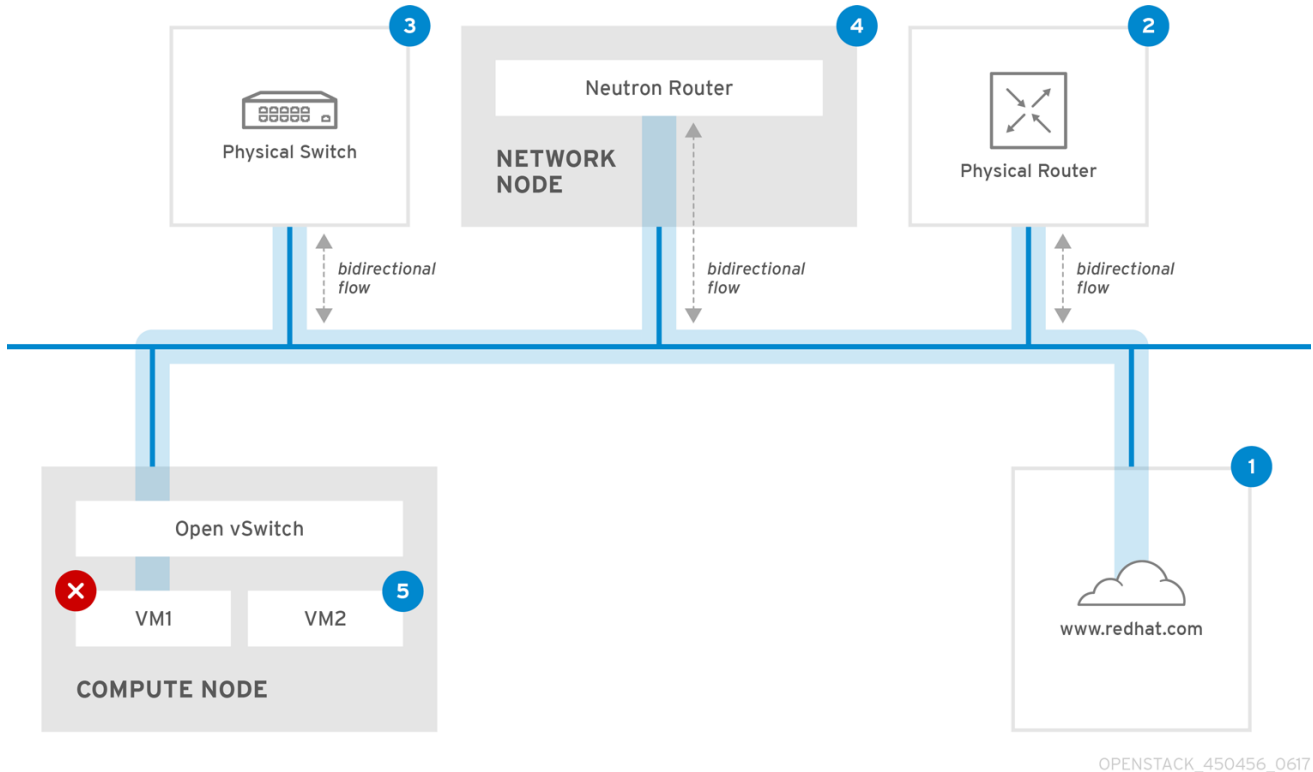 3
4
2
Neutron Router
Physical Switch
NETWORK
NODE
Physical Router
bidirectional
flow
bidirectional
flow
bidirectional
flow
1
Open vSwitch
5
VM1
VM2
www.redhat.com
COMPUTE NODE
OPENSTACK_450456_0617